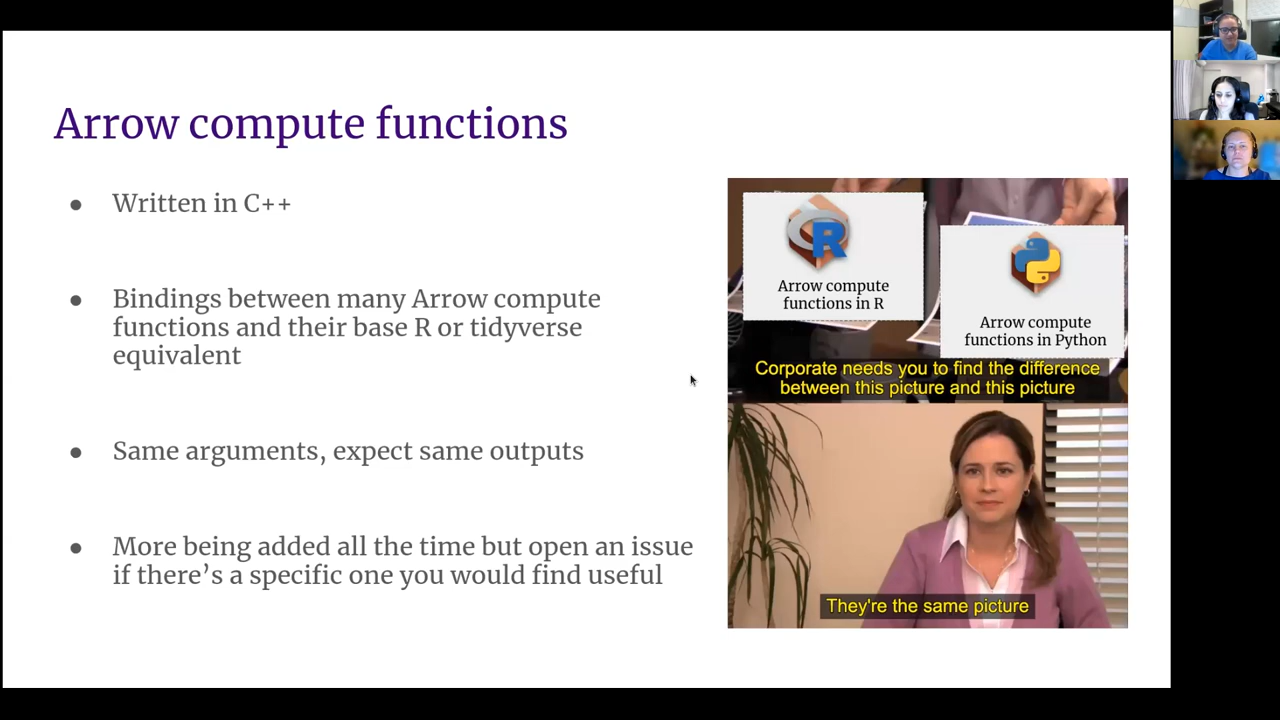 Arrow compute functions
● Written in C++
● Bindings between many Arrow compute
functions and their base R or tidyverse
equivalent
● Same arguments, expect same outputs
● More being added all the time but open an issue
if there’s a specific one you would find useful
R
Arrow compute
functions in R
Arrow compute
functions in Python
Corporate needs you to find the difference
between this picture and this picture
They're the same picture